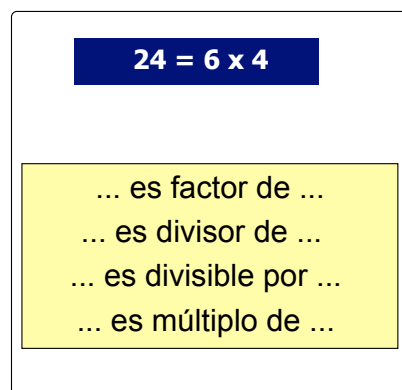 24 = 6 x 4
... es factor de ...
... es divisor de ...
... es divisible por ...
... es múltiplo de ...